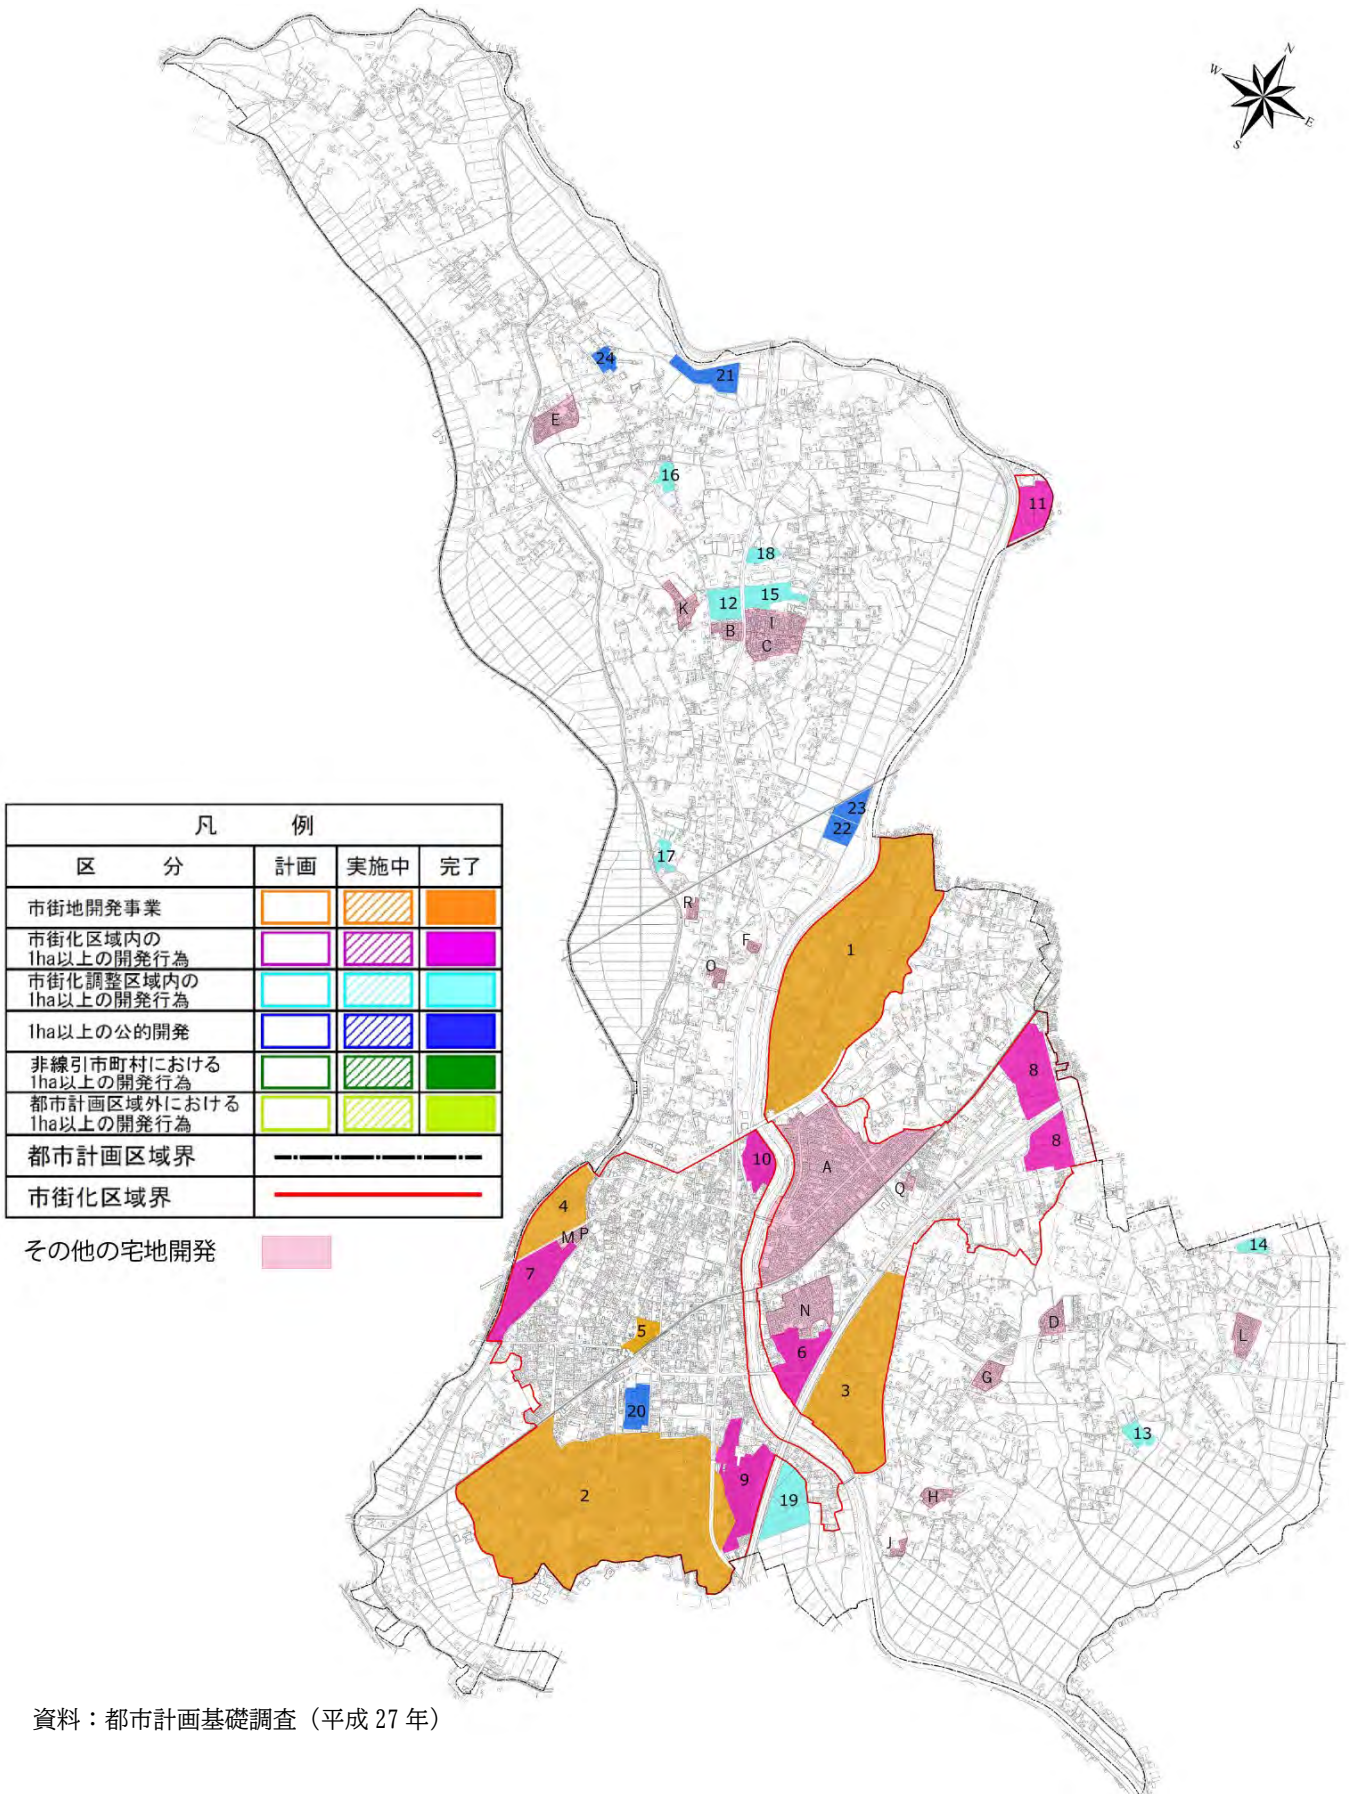 N
W
E
S
24
21
E
16
11
18
15
12
K
I
B
C
23
22
17
R
F
O
1
凡 例
区 分 計画 実施中 完了
市街地開発事業
市街化区域内の
1ha以上の開発行為
市街化調整区域内の
1ha以上の開発行為
1ha以上の公的開発
非線引市町村における
1ha以上の開発行為
都市計画区域外における
1ha以上の開発行為
都市計画区域界
市街化区域界
その他の宅地開発
8
8
10
A
Q
4
M P
7
14
N
D
L
5
6
3
G
20
13
2
9
19
H
J
資料：都市計画基礎調査（平成 27 年）